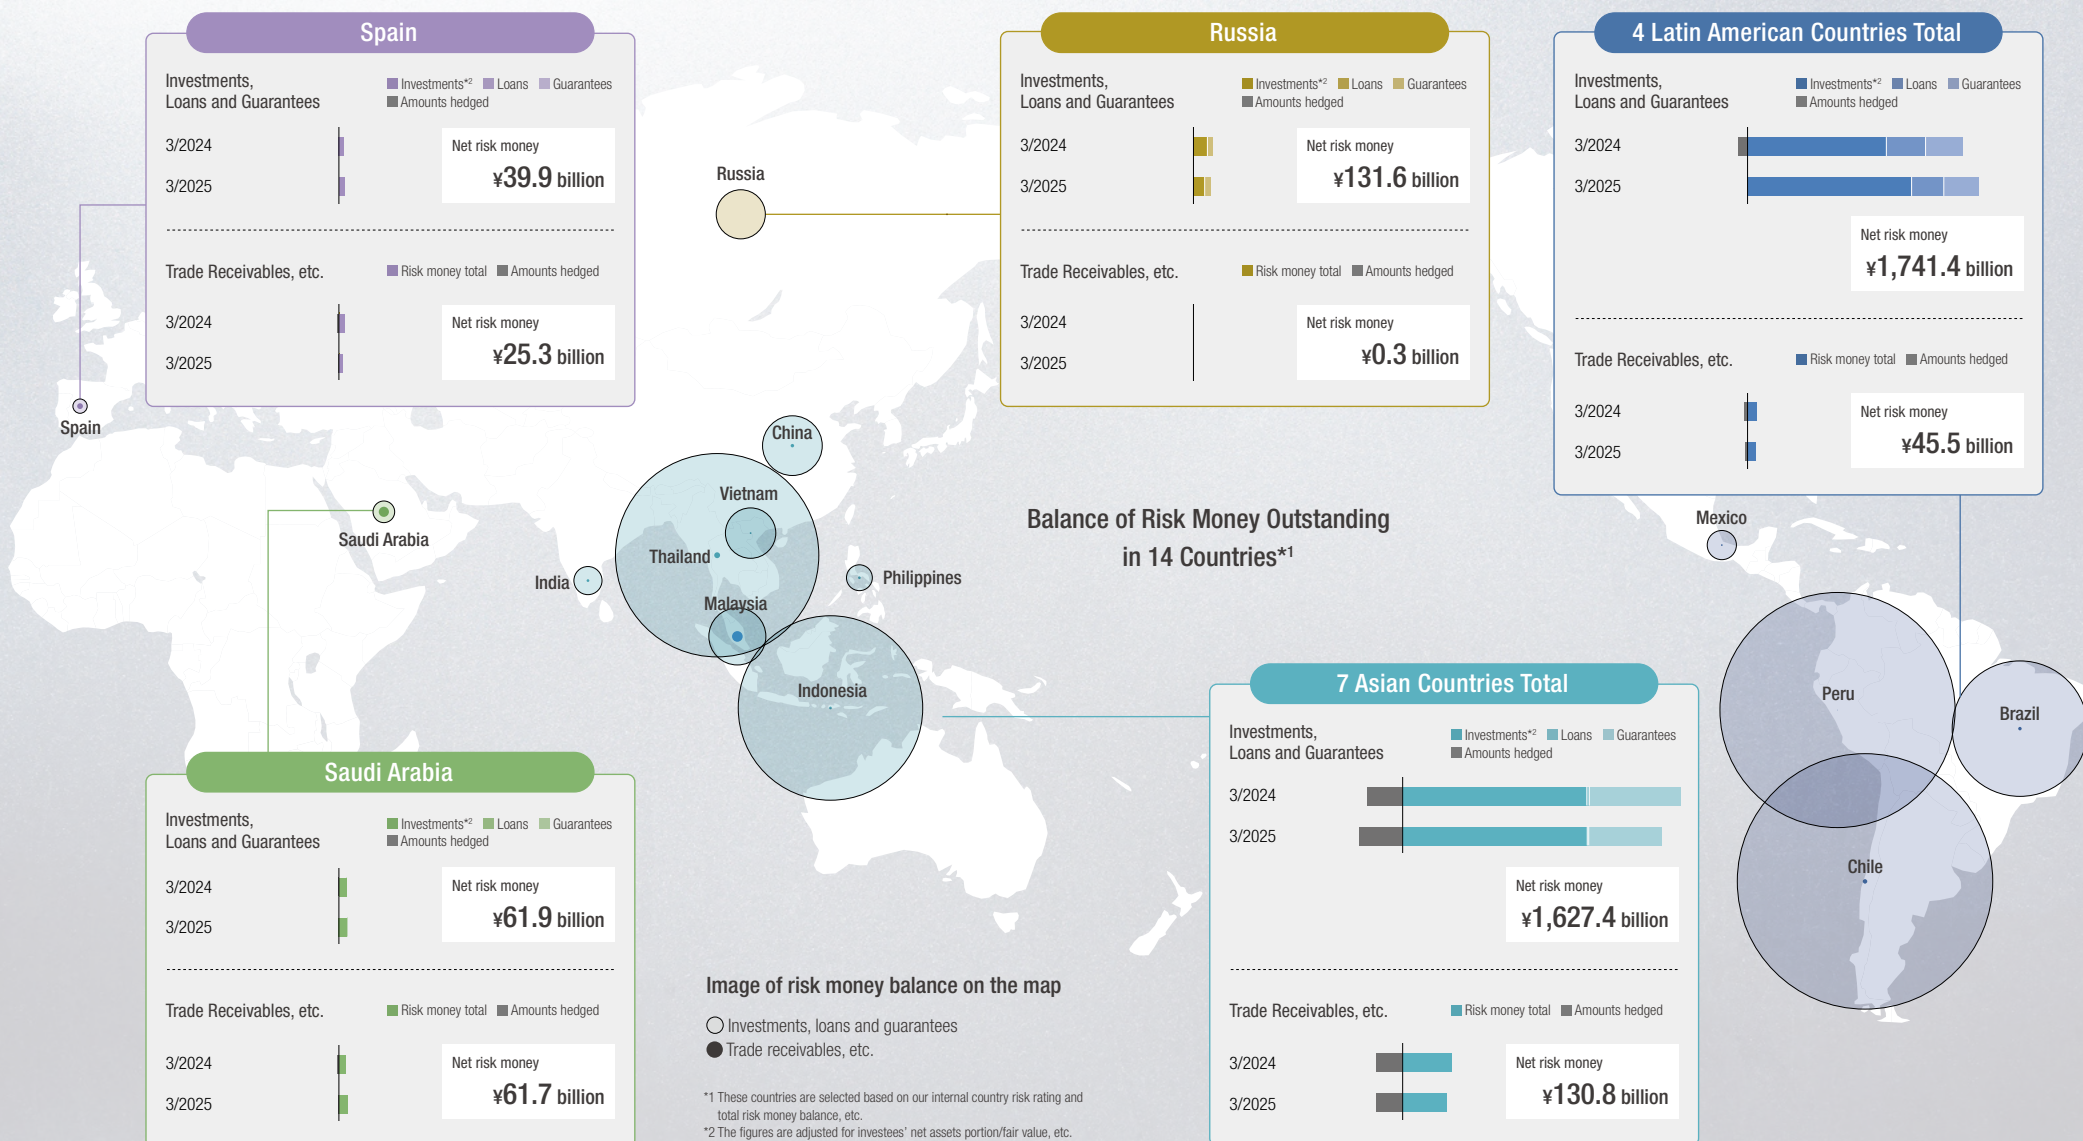 Spain
Investments,
Loans and Guarantees
Investments*2 Loans Guarantees
Amounts hedged
3/2024
3/2025
Net risk money
¥39.9 billion
Trade Receivables, etc.
Risk money total Amounts hedged
3/2024
3/2025
Net risk money
¥25.3 billion
Russia
Investments,
Loans and Guarantees
Investments*2 Loans Guarantees
Amounts hedged
3/2024
3/2025
Net risk money
¥131.6 billion
Trade Receivables, etc.
Risk money total Amounts hedged
3/2024
3/2025
Net risk money
¥0.3 billion
4 Latin American Countries Total
Investments,
Loans and Guarantees
Investments*2 Loans Guarantees
Amounts hedged
3/2024
3/2025
Net risk money
¥1,741.4 billion
Trade Receivables, etc.
Risk money total Amounts hedged
3/2024
3/2025
Net risk money
¥45.5 billion
Russia
Spain
China
Vietnam
Thailand
Saudi Arabia
India
Philippines
Malaysia
Indonesia
Balance of Risk Money Outstanding
in 14 Countries*1
Mexico
Peru
Brazil
Chile
Saudi Arabia
Investments,
Loans and Guarantees
Investments*2 Loans Guarantees
Amounts hedged
3/2024
3/2025
Net risk money
¥61.9 billion
Trade Receivables, etc.
Risk money total Amounts hedged
3/2024
3/2025
Net risk money
¥61.7 billion
7 Asian Countries Total
Investments,
Loans and Guarantees
Investments*2 Loans Guarantees
Amounts hedged
3/2024
3/2025
Net risk money
¥1,627.4 billion
Trade Receivables, etc.
Risk money total Amounts hedged
3/2024
3/2025
Net risk money
¥130.8 billion
Image of risk money balance on the map
Investments, loans and guarantees
Trade receivables, etc.
*1 These countries are selected based on our internal country risk rating and
total risk money balance, etc.
*2 The figures are adjusted for investees' net assets portion/fair value, etc.